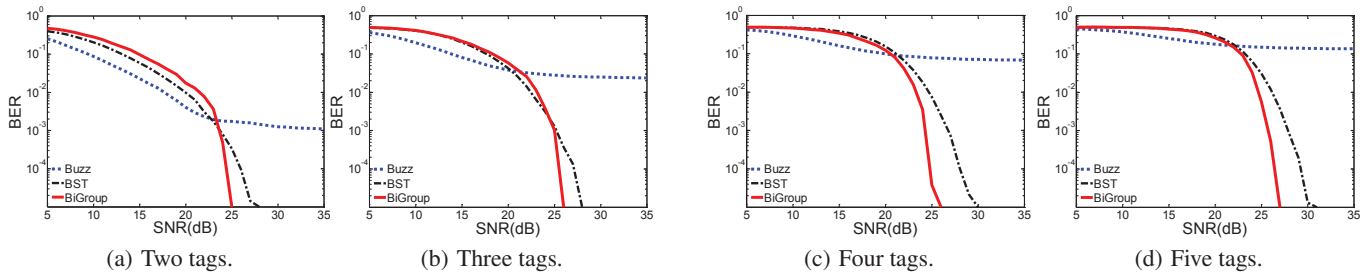 BER
10^0
10^-1
10^-2
10^-3
10^-4
Buzz
BST
BiGroup
5 10 15 20 25 30 35
SNR(dB)
(a) Two tags.
BER
10^0
10^-1
10^-2
10^-3
10^-4
Buzz
BST
BiGroup
5 10 15 20 25 30 35
SNR(dB)
(b) Three tags.
BER
10^0
10^-1
10^-2
10^-3
10^-4
Buzz
BST
BiGroup
5 10 15 20 25 30 35
SNR(dB)
(c) Four tags.
BER
10^0
10^-1
10^-2
10^-3
10^-4
Buzz
BST
BiGroup
5 10 15 20 25 30 35
SNR(dB)
(d) Five tags.